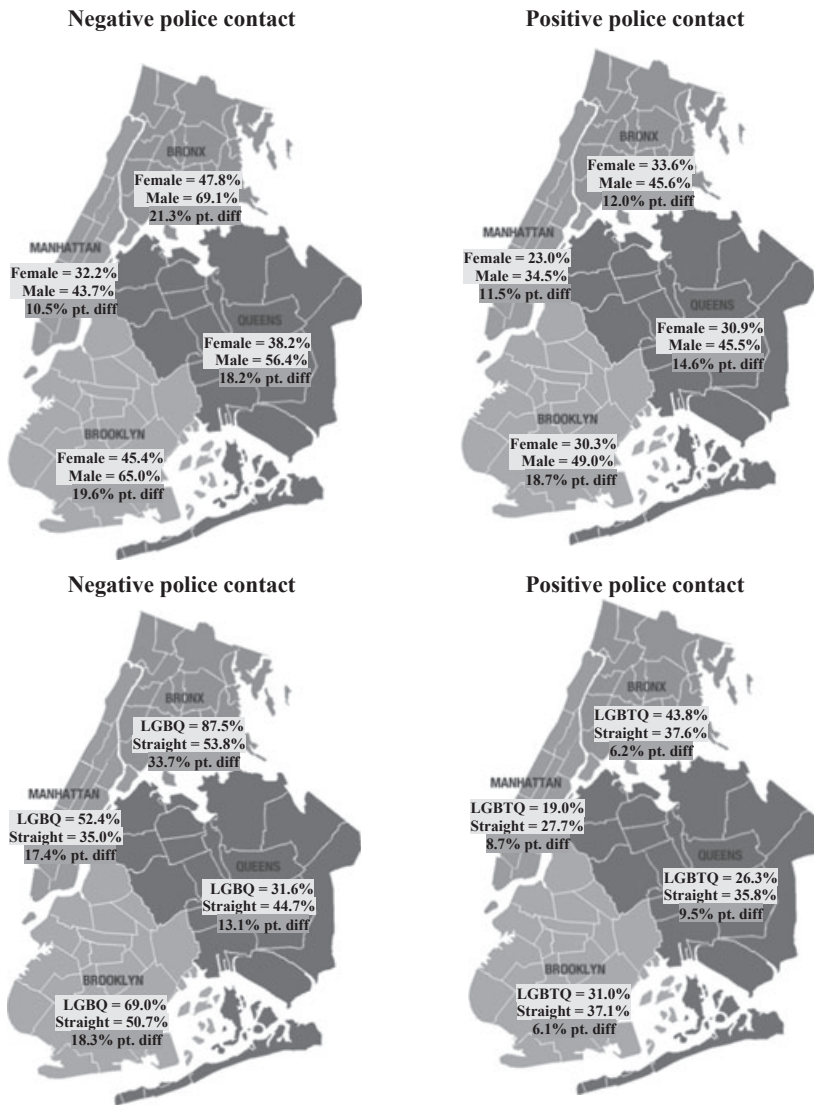 Negative police contact
BRONX
Female = 47.8%
Male = 69.1%
21.3% pt. diff
MANHATTAN
Female = 32.2%
Male = 43.7%
10.5% pt. diff
QUEENS
Female = 38.2%
Male = 56.4%
18.2% pt. diff
BROOKLYN
Female = 45.4%
Male = 65.0%
19.6% pt. diff
Positive police contact
BRONX
Female = 33.6%
Male = 45.6%
12.0% pt. diff
MANHATTAN
Female = 23.0%
Male = 34.5%
11.5% pt. diff
QUEENS
Female = 30.9%
Male = 45.5%
14.6% pt. diff
BROOKLYN
Female = 30.3%
Male = 49.0%
18.7% pt. diff
Negative police contact
BRONX
LGBQ = 87.5%
Straight = 53.8%
33.7% pt. diff
MANHATTAN
LGBQ = 52.4%
Straight = 35.0%
17.4% pt. diff
QUEENS
LGBQ = 31.6%
Straight = 44.7%
13.1% pt. diff
BROOKLYN
LGBQ = 69.0%
Straight = 50.7%
18.3% pt. diff
Positive police contact
BRONX
LGBTQ = 43.8%
Straight = 37.6%
6.2% pt. diff
MANHATTAN
LGBTQ = 19.0%
Straight = 27.7%
8.7% pt. diff
QUEENS
LGBTQ = 26.3%
Straight = 35.8%
9.5% pt. diff
BROOKLYN
LGBTQ = 31.0%
Straight = 37.1%
6.1% pt. diff